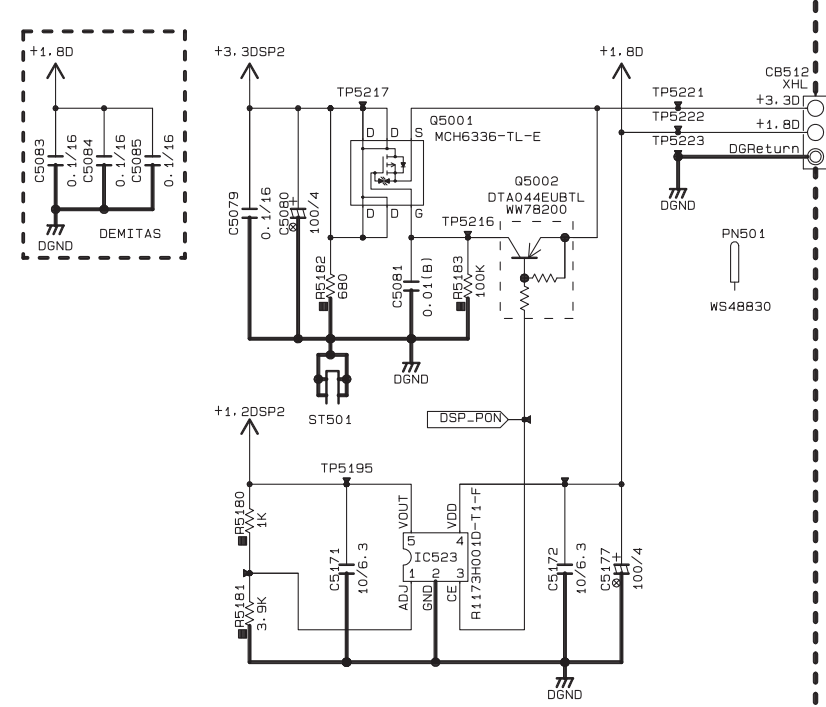 +1.8D
C5083
0.1/16
C5084
0.1/16
C5085
0.1/16
DGND
DEMITAS
+3.3DSP2
+1.8D
TP5217
D D S
Q5001
MCH6336-TL-E
D D G
C5079
0.1/16
C5080
+
100/4
R5182
680
C5081
0.01(B)
TP5216
R5183
100K
Q5002
DTA044EUBTL
WW78200
DGND
ST501
TP5221
TP5222
TP5223
CB512
XHL
+3.3D
+1.8D
DGReturn
DGND
PN501
WS48830
+1.2DSP2
DSP_PON
TP5195
R5180
1K
R5181
3.9K
C5171
10/6.3
VOUT
VDD
5 4
IC523
1 2 3
ADJ
GND
CE
R1173H001D-T1-F
C5172
10/6.3
C5177
+
100/4
DGND